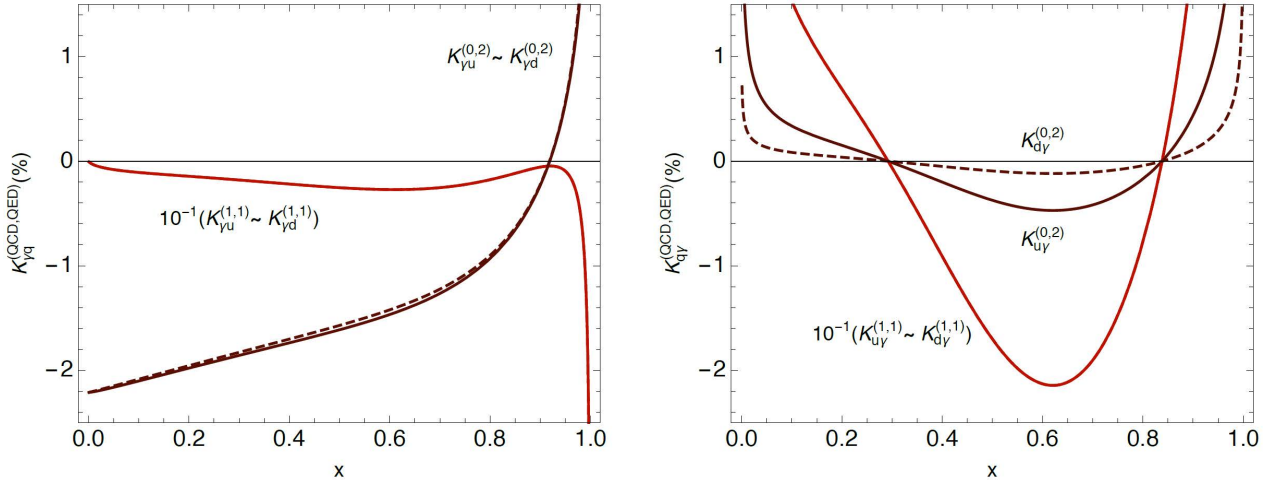 K_{γu}^{(0,2)} ~ K_{γd}^{(0,2)}
10^{-1}(K_{γu}^{(1,1)} ~ K_{γd}^{(1,1)})
K_{γq}^{(QCD,QED)}(%)
1
0
−1
−2
0.0 0.2 0.4 0.6 0.8 1.0
x
K_{dγ}^{(0,2)}
K_{uγ}^{(0,2)}
10^{-1}(K_{uγ}^{(1,1)} ~ K_{dγ}^{(1,1)})
K_{qγ}^{(QCD,QED)}(%)
1
0
−1
−2
0.0 0.2 0.4 0.6 0.8 1.0
x